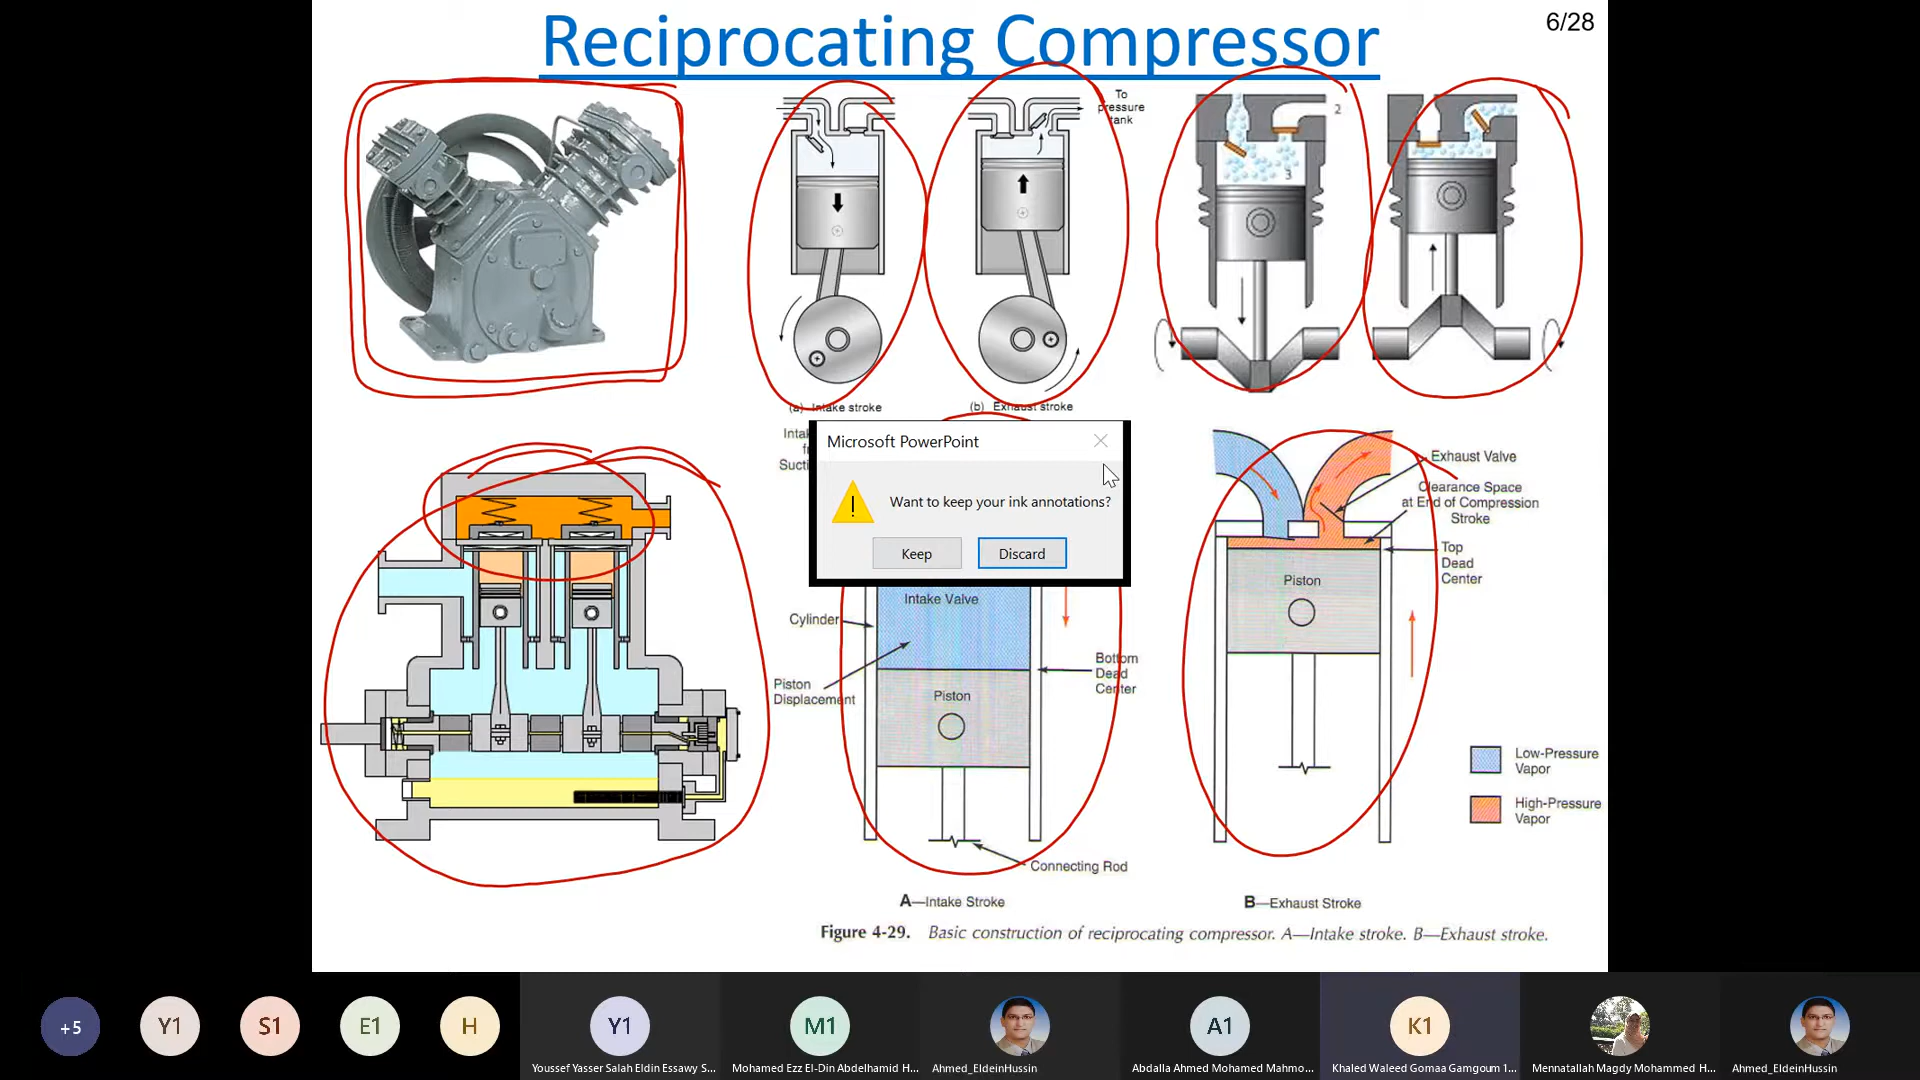 Reciprocating Compressor
6/28
To
pressure
tank
2
3
(a) Intake stroke
(b) Exhaust stroke
Microsoft PowerPoint
Want to keep your ink annotations?
Keep
Discard
Exhaust Valve
Clearance Space
at End of Compression
Stroke
Top
Dead
Center
Piston
Intake Valve
Cylinder
Piston
Displacement
Bottom
Dead
Center
Piston
Connecting Rod
Low-Pressure
Vapor
High-Pressure
Vapor
A—Intake Stroke
B—Exhaust Stroke
Figure 4-29. Basic construction of reciprocating compressor. A—Intake stroke. B—Exhaust stroke.
+5
Y1
S1
E1
H
Y1
M1
A1
K1
Youssef Yasser Salah Eldin Essawy S...
Mohamed Ezz El-Din Abdelhamid H...
Ahmed_EldeinHussin
Abdalla Ahmed Mohamed Mahmo...
Khaled Waleed Gomaa Gamgoum 1...
Mennatallah Magdy Mohammed H...
Ahmed_EldeinHussin